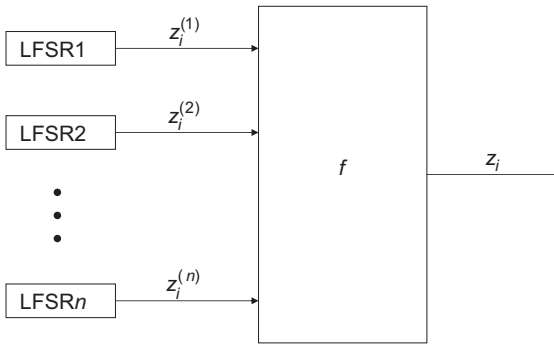 LFSR1
z_i^{(1)}
LFSR2
z_i^{(2)}
f
z_i
LFSRn
z_i^{(n)}